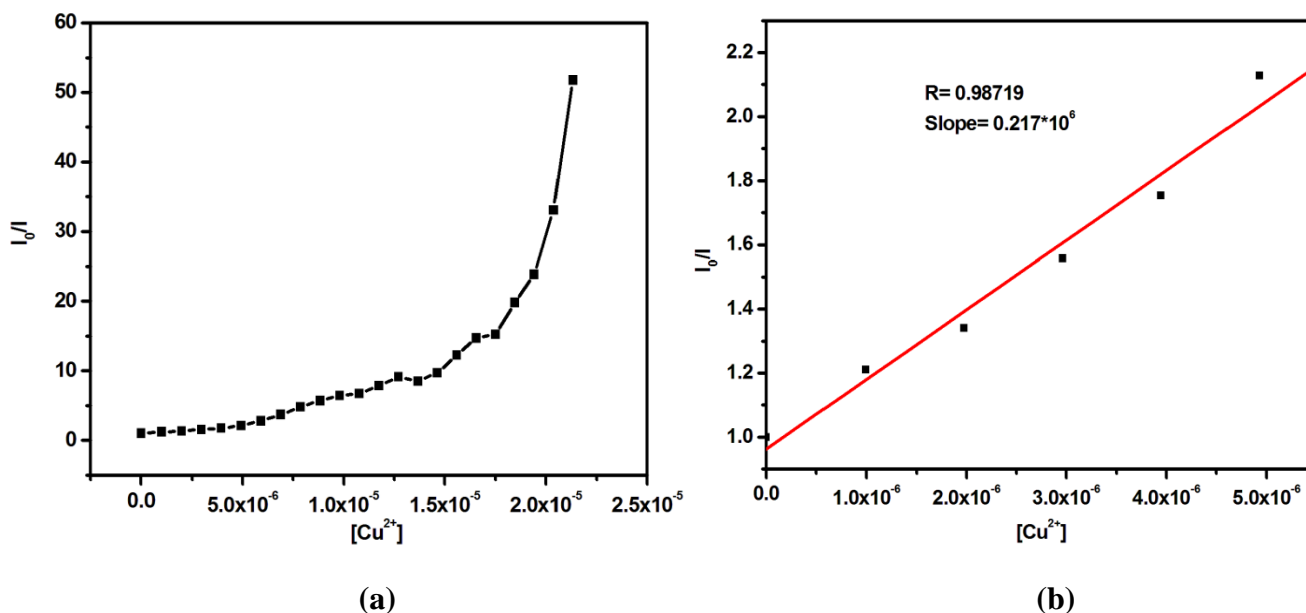 60
50
40
30
20
10
0
I₀/I
0.0 5.0x10⁻⁶ 1.0x10⁻⁵ 1.5x10⁻⁵ 2.0x10⁻⁵ 2.5x10⁻⁵
[Cu²⁺]
(a)
2.2
2.0
1.8
1.6
1.4
1.2
1.0
I₀/I
R= 0.98719
Slope= 0.217*10⁶
0.0 1.0x10⁻⁶ 2.0x10⁻⁶ 3.0x10⁻⁶ 4.0x10⁻⁶ 5.0x10⁻⁶
[Cu²⁺]
(b)